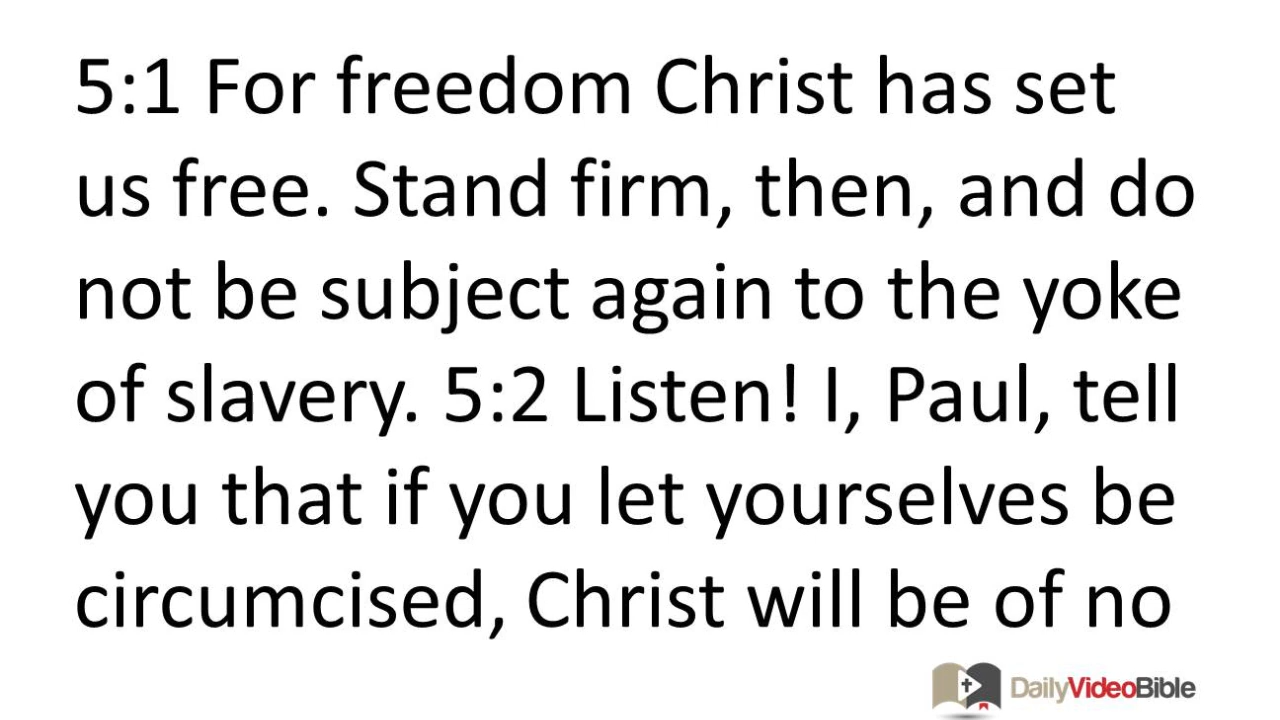 5:1 For freedom Christ has set
us free. Stand firm, then, and do
not be subject again to the yoke
of slavery. 5:2 Listen! I, Paul, tell
you that if you let yourselves be
circumcised, Christ will be of no
DailyVideoBible